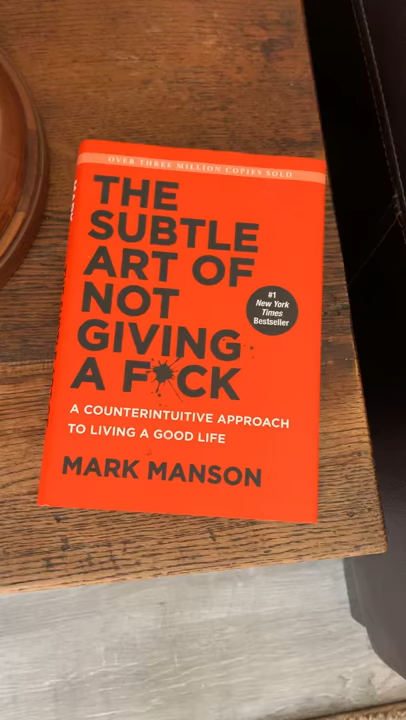 OVER THREE MILLION COPIES SOLD
THE
SUBTLE
ART OF
NOT
GIVING
A F*CK
#1
New York
Times
Bestseller
A COUNTERINTUITIVE APPROACH
TO LIVING A GOOD LIFE
MARK MANSON